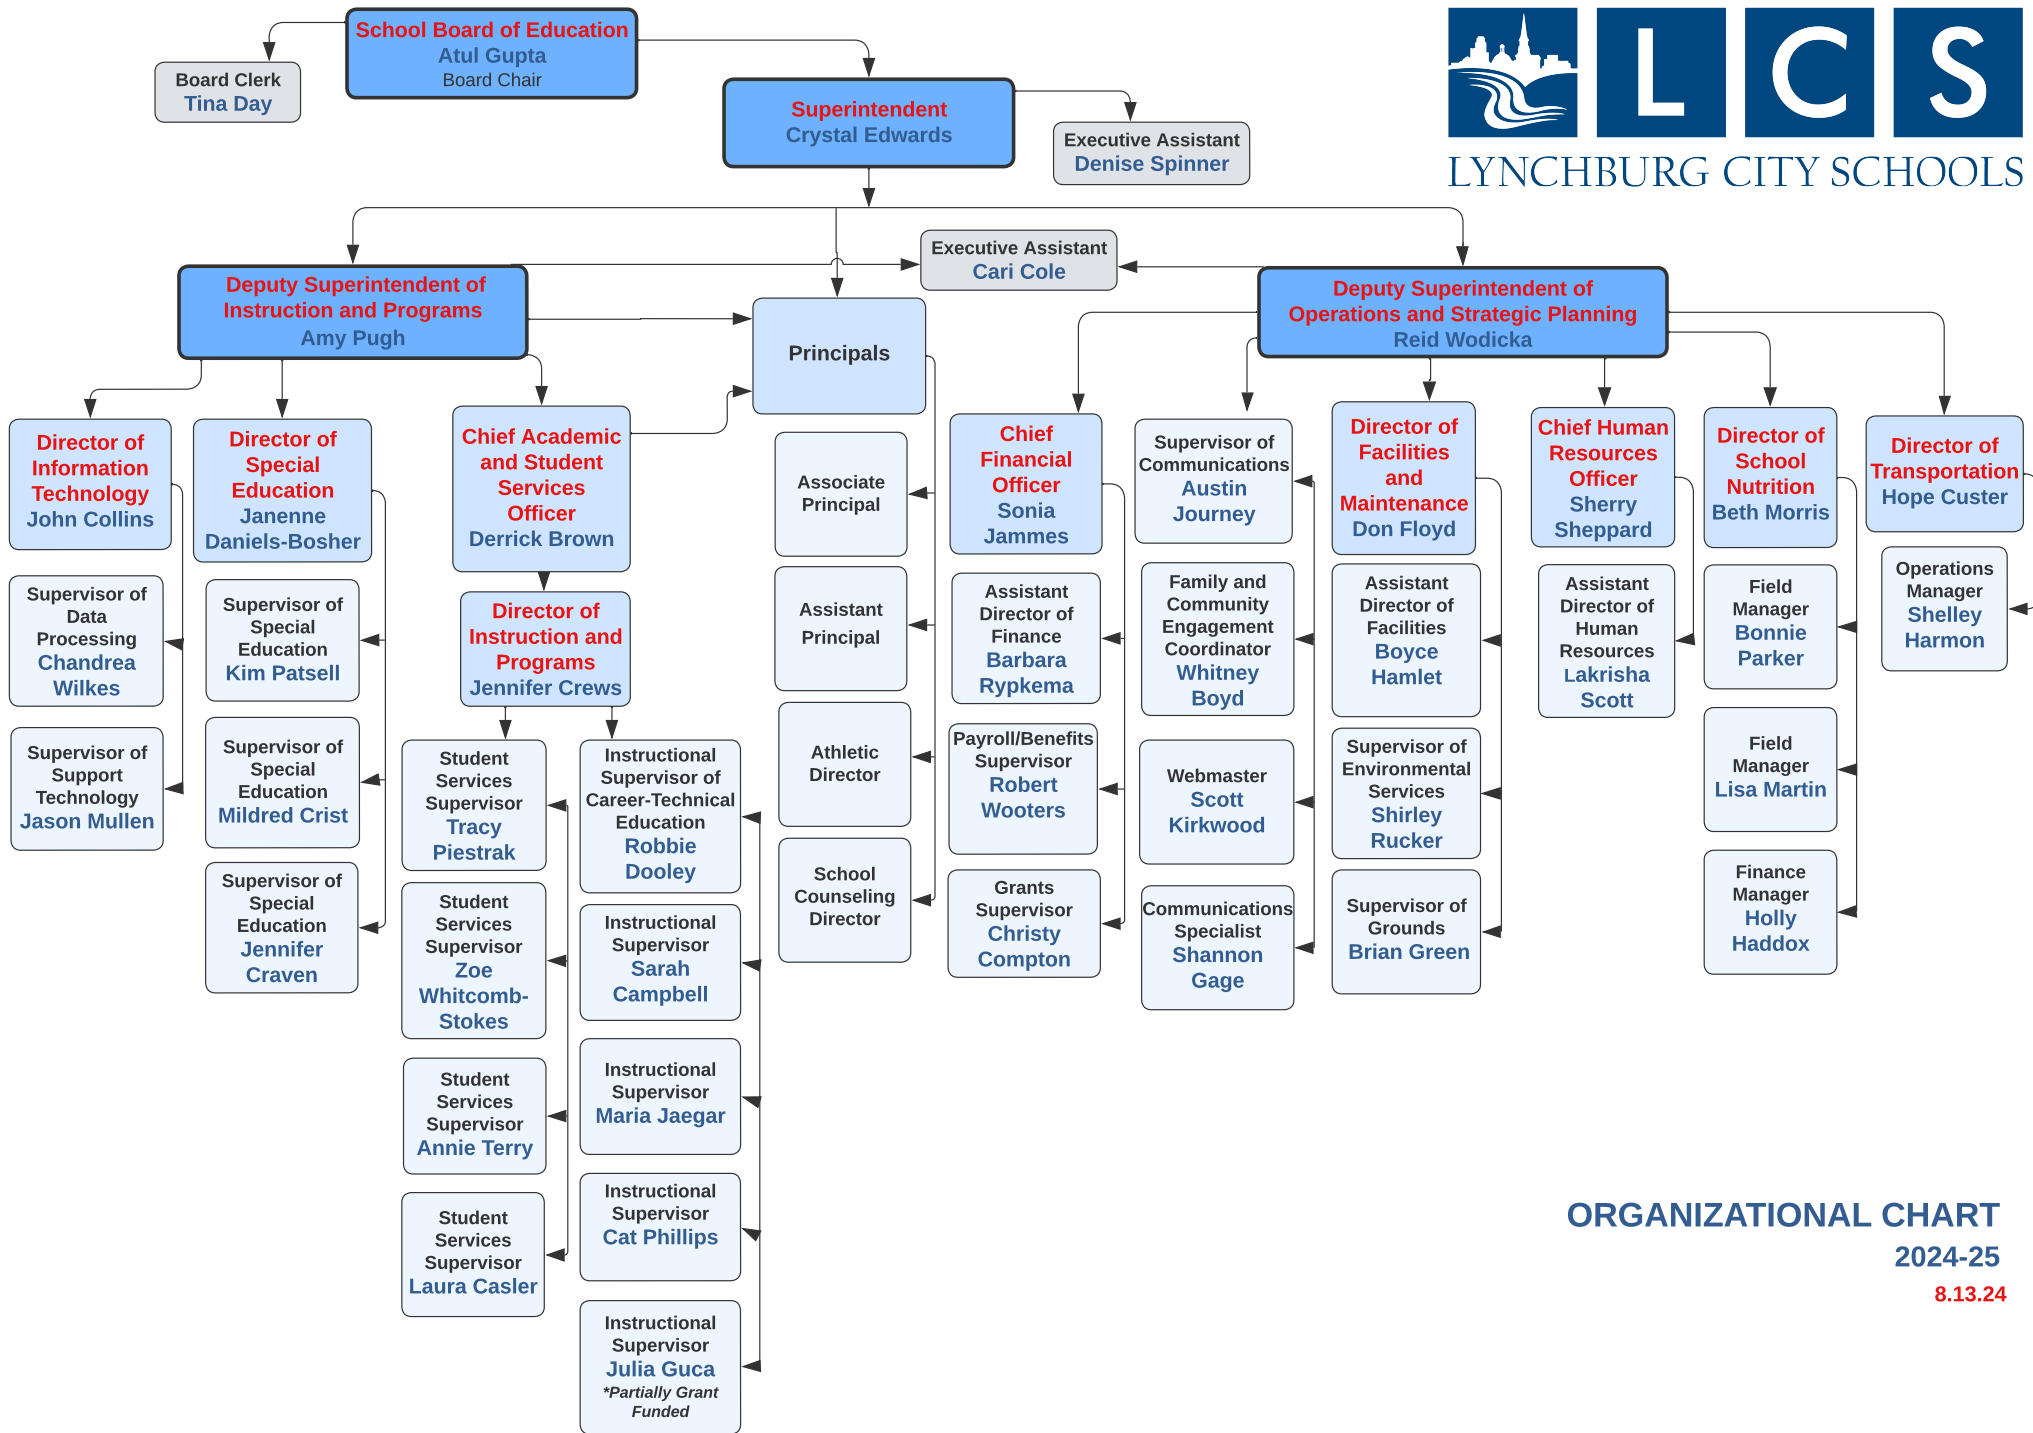 School Board of Education
Atul Gupta
Board Chair
Board Clerk
Tina Day
Superintendent
Crystal Edwards
Executive Assistant
Denise Spinner
L C S
LYNCHBURG CITY SCHOOLS
Executive Assistant
Cari Cole
Deputy Superintendent of
Instruction and Programs
Amy Pugh
Principals
Deputy Superintendent of
Operations and Strategic Planning
Reid Wodicka
Director of
Information
Technology
John Collins
Supervisor of
Data
Processing
Chandrea
Wilkes
Supervisor of
Support
Technology
Jason Mullen
Director of
Special
Education
Janenne
Daniels-Bosher
Supervisor of
Special
Education
Kim Patsell
Supervisor of
Special
Education
Mildred Crist
Supervisor of
Special
Education
Jennifer
Craven
Chief Academic
and Student
Services
Officer
Derrick Brown
Director of
Instruction and
Programs
Jennifer Crews
Student
Services
Supervisor
Tracy
Piestrak
Student
Services
Supervisor
Zoe
Whitcomb-
Stokes
Student
Services
Supervisor
Annie Terry
Student
Services
Supervisor
Laura Casler
Instructional
Supervisor of
Career-Technical
Education
Robbie
Dooley
Instructional
Supervisor
Sarah
Campbell
Instructional
Supervisor
Maria Jaegar
Instructional
Supervisor
Cat Phillips
Instructional
Supervisor
Julia Guca
*Partially Grant
Funded
Associate
Principal
Assistant
Principal
Athletic
Director
School
Counseling
Director
Chief
Financial
Officer
Sonia
Jammes
Assistant
Director of
Finance
Barbara
Rypkema
Payroll/Benefits
Supervisor
Robert
Wooters
Grants
Supervisor
Christy
Compton
Supervisor of
Communications
Austin
Journey
Family and
Community
Engagement
Coordinator
Whitney
Boyd
Webmaster
Scott
Kirkwood
Communications
Specialist
Shannon
Gage
Director of
Facilities
and
Maintenance
Don Floyd
Assistant
Director of
Facilities
Boyce
Hamlet
Supervisor of
Environmental
Services
Shirley
Rucker
Supervisor of
Grounds
Brian Green
Chief Human
Resources
Officer
Sherry
Sheppard
Assistant
Director of
Human
Resources
Lakrisha
Scott
Director of
School
Nutrition
Beth Morris
Field
Manager
Bonnie
Parker
Field
Manager
Lisa Martin
Finance
Manager
Holly
Haddox
Director of
Transportation
Hope Custer
Operations
Manager
Shelley
Harmon
ORGANIZATIONAL CHART
2024-25
8.13.24